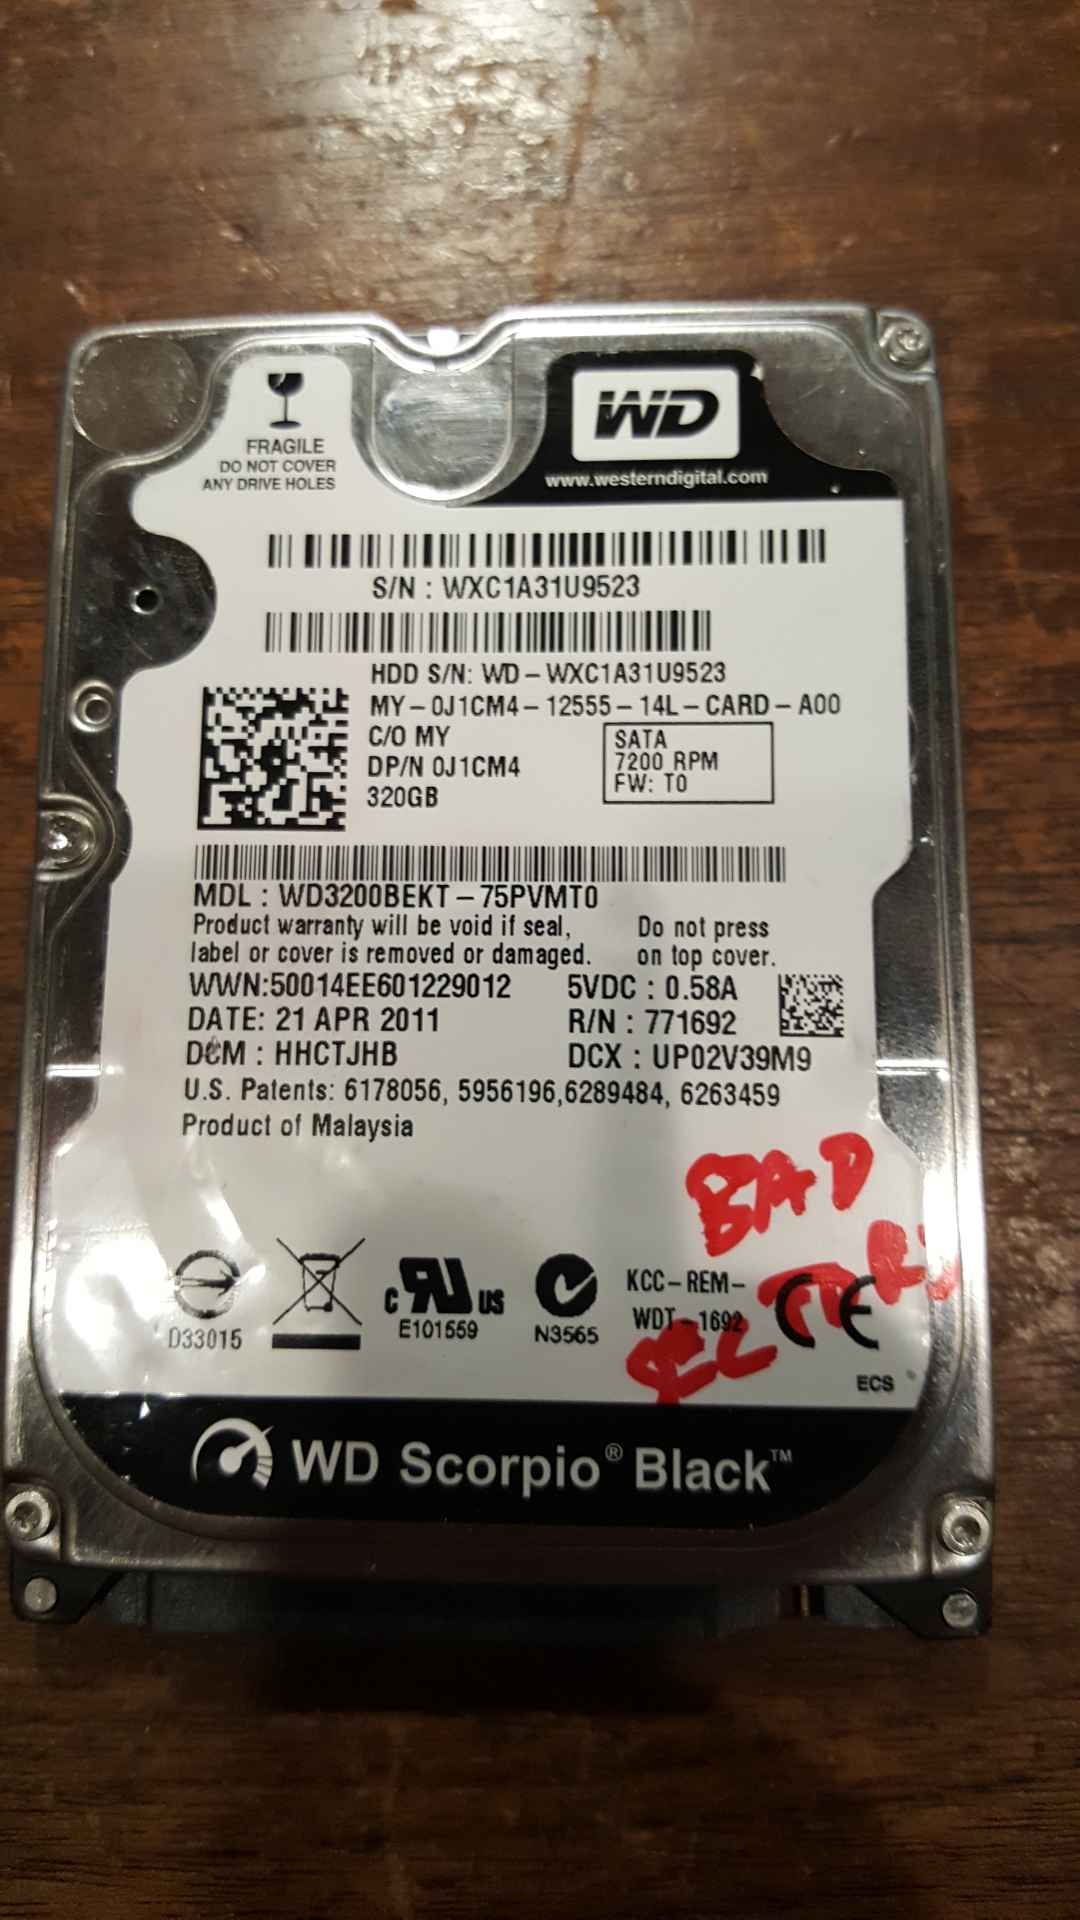 FRAGILE
DO NOT COVER
ANY DRIVE HOLES
WD
www.westerndigital.com
S/N : WXC1A31U9523
HDD S/N: WD-WXC1A31U9523
MY-0J1CM4-12555-14L-CARD-A00
C/O MY
DP/N 0J1CM4
320GB
SATA
7200 RPM
FW: T0
MDL : WD3200BEKT-75PVMT0
Product warranty will be void if seal,
label or cover is removed or damaged.
Do not press
on top cover.
WWN:50014EE601229012
5VDC : 0.58A
DATE: 21 APR 2011
R/N : 771692
DCM : HHCTJHB
DCX : UP02V39M9
U.S. Patents: 6178056, 5956196,6289484, 6263459
Product of Malaysia
BAD
SECTERS
D33015
c RU US
E101559
N3565
KCC-REM-
WDT-1692
CE
ECS
WD Scorpio® Black™